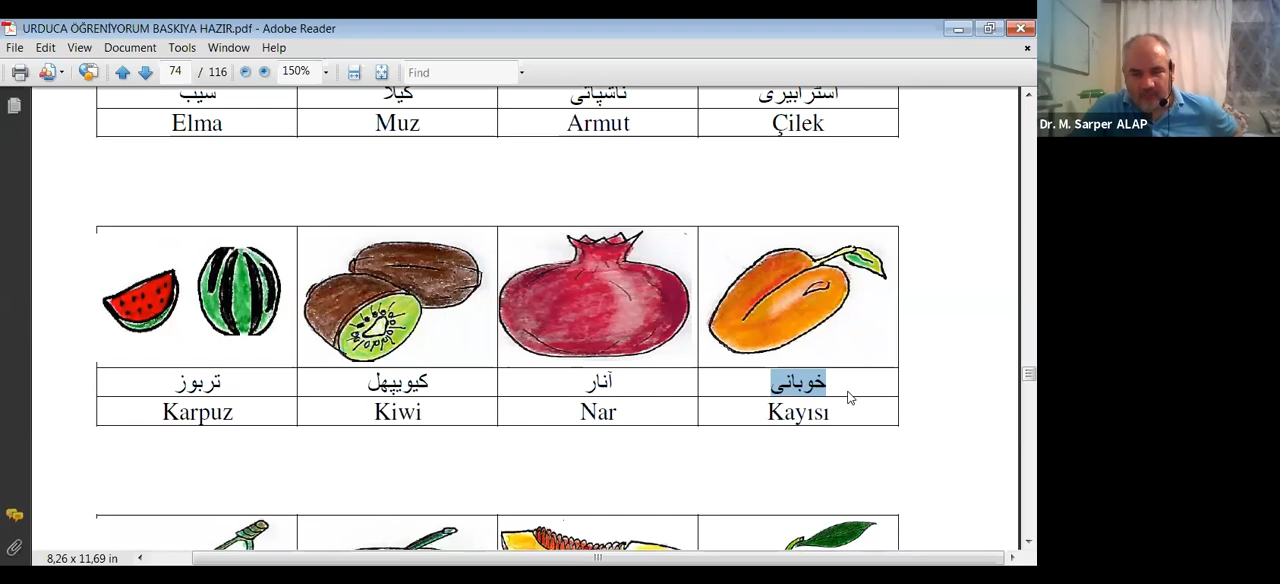 URDUCA ÖĞRENİYORUM BASKIYA HAZIR.pdf - Adobe Reader
File Edit View Document Tools Window Help
74 / 116 150% Find
Dr. M. Sarper ALAP
سیب کیلا ناشپاتی استرابیری
Elma Muz Armut Çilek
تربوز کیویپھل آنار خوبانی
Karpuz Kiwi Nar Kayısı
8,26 x 11,69 in